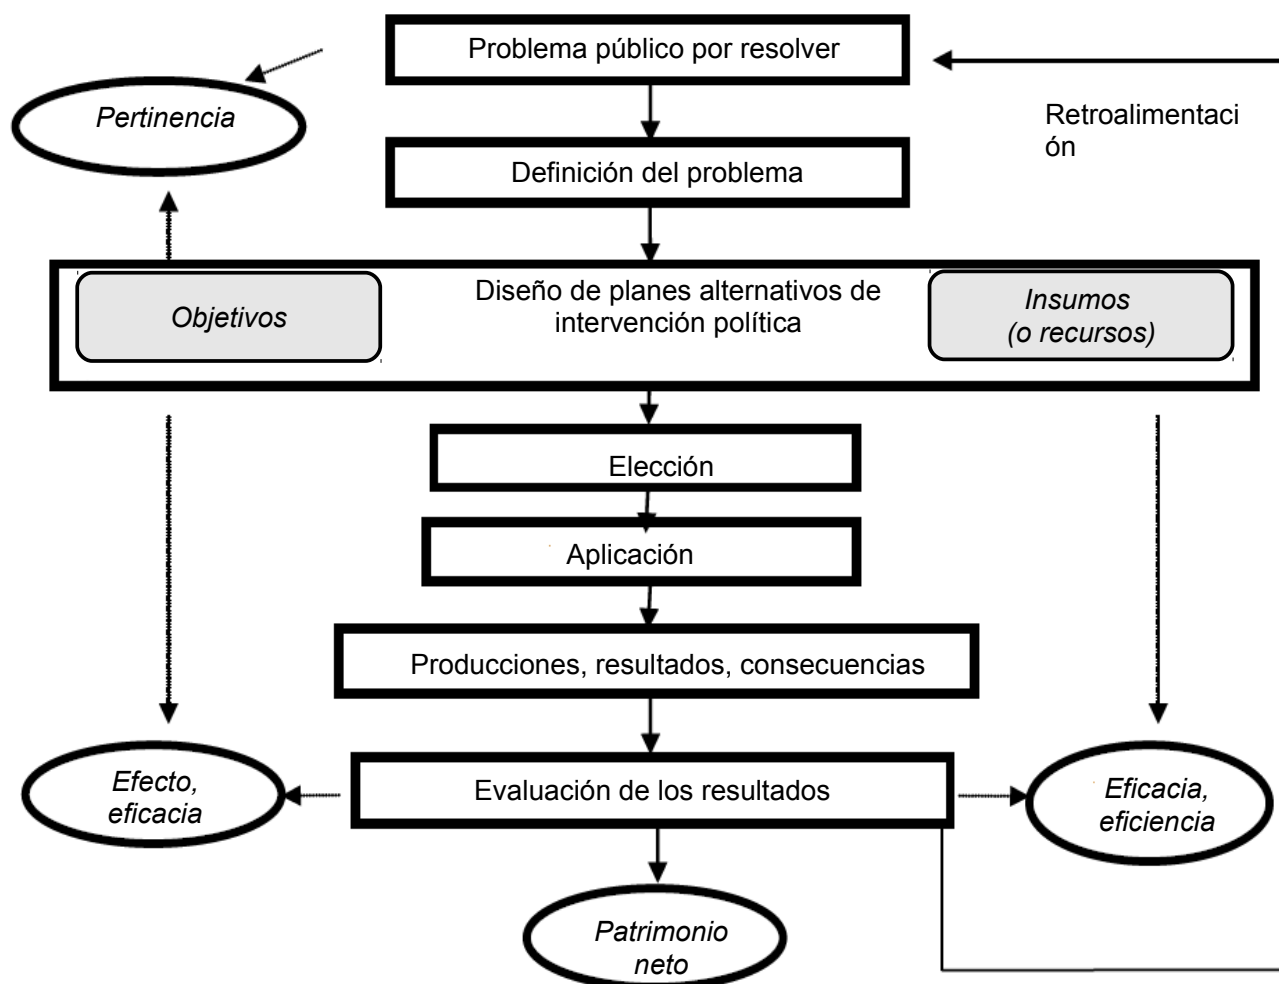 Problema público por resolver
Pertinencia
Retroalimentaci
ón
Definición del problema
Objetivos
Diseño de planes alternativos de
intervención política
Insumos
(o recursos)
Elección
Aplicación
Producciones, resultados, consecuencias
Efecto,
eficacia
Evaluación de los resultados
Eficacia,
eficiencia
Patrimonio
neto